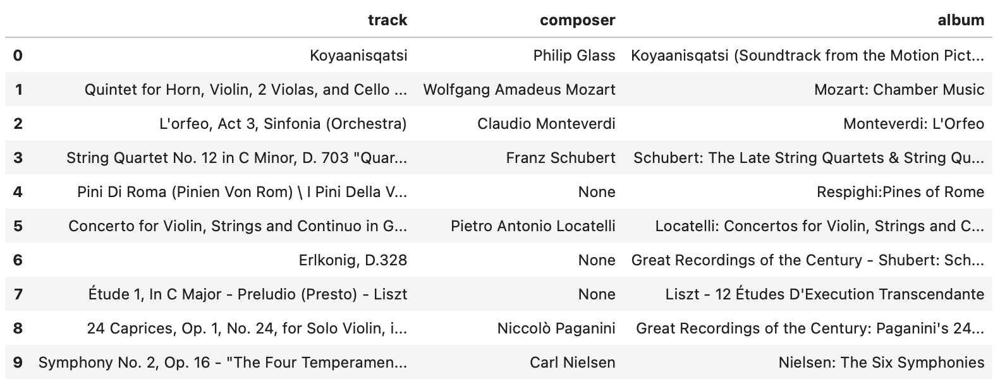 track composer album
0 Koyaanisqatsi Philip Glass Koyaanisqatsi (Soundtrack from the Motion Pict...
1 Quintet for Horn, Violin, 2 Violas, and Cello ... Wolfgang Amadeus Mozart Mozart: Chamber Music
2 L'orfeo, Act 3, Sinfonia (Orchestra) Claudio Monteverdi Monteverdi: L'Orfeo
3 String Quartet No. 12 in C Minor, D. 703 "Quar... Franz Schubert Schubert: The Late String Quartets & String Qu...
4 Pini Di Roma (Pinien Von Rom) \ I Pini Della V... None Respighi:Pines of Rome
5 Concerto for Violin, Strings and Continuo in G... Pietro Antonio Locatelli Locatelli: Concertos for Violin, Strings and C...
6 Erlkonig, D.328 None Great Recordings of the Century - Shubert: Sch...
7 Étude 1, In C Major - Preludio (Presto) - Liszt None Liszt - 12 Études D'Execution Transcendante
8 24 Caprices, Op. 1, No. 24, for Solo Violin, i... Niccolò Paganini Great Recordings of the Century: Paganini's 24...
9 Symphony No. 2, Op. 16 - "The Four Temperamen... Carl Nielsen Nielsen: The Six Symphonies